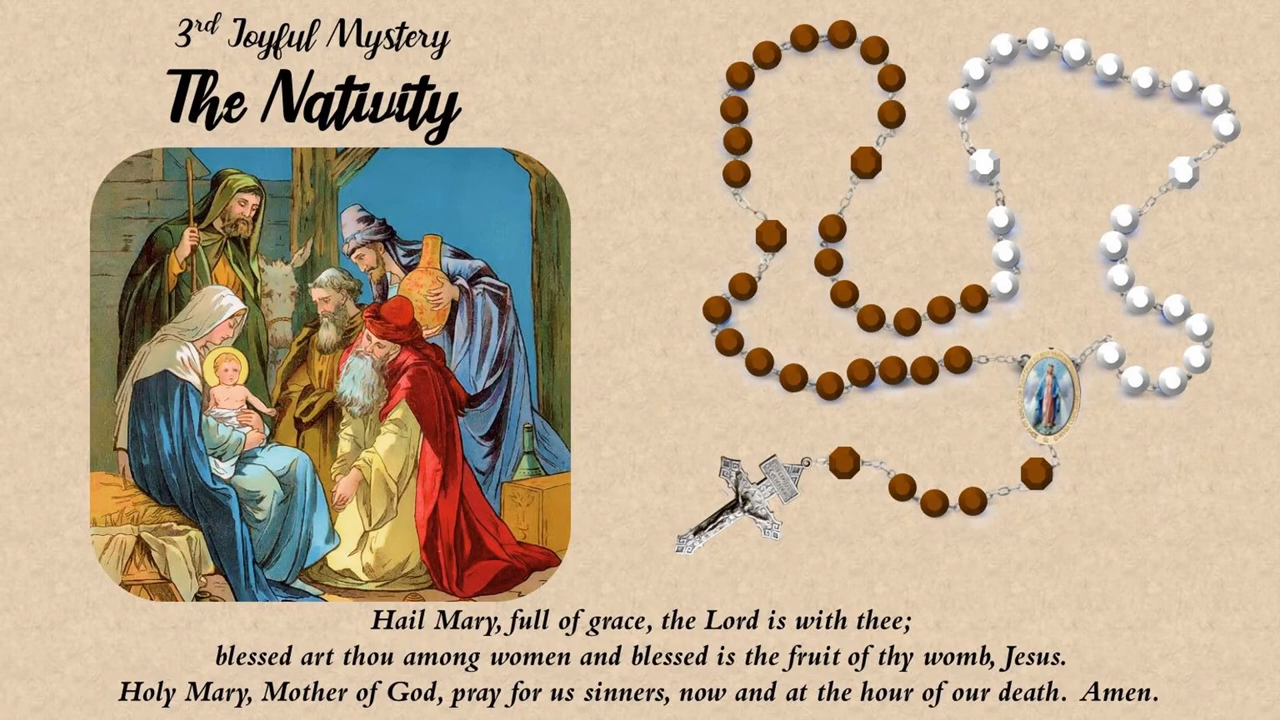 3rd Joyful Mystery
The Nativity
Hail Mary, full of grace, the Lord is with thee;
blessed art thou among women and blessed is the fruit of thy womb, Jesus.
Holy Mary, Mother of God, pray for us sinners, now and at the hour of our death. Amen.